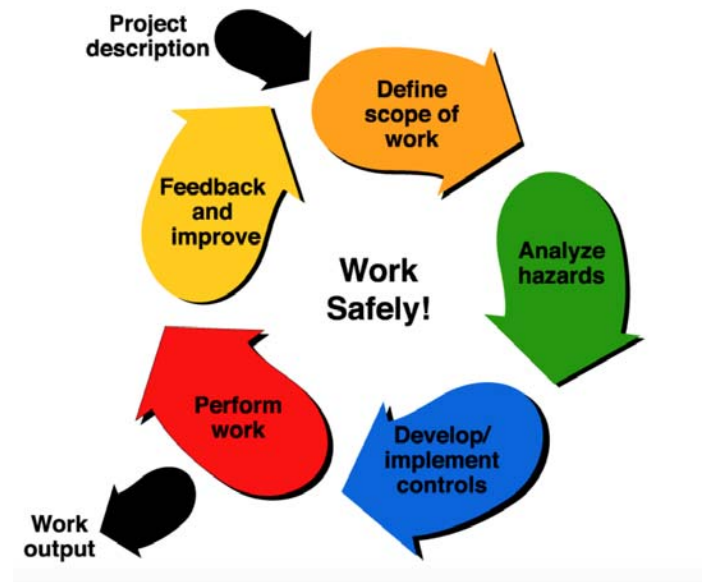 Project
description
Define
scope of
work
Analyze
hazards
Develop/
implement
controls
Perform
work
Work
output
Feedback
and
improve
Work
Safely!